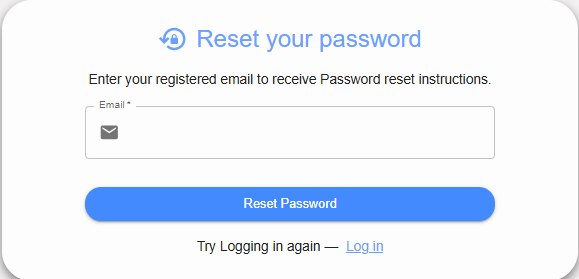 Reset your password
Enter your registered email to receive Password reset instructions.
Email *
Reset Password
Try Logging in again — Log in